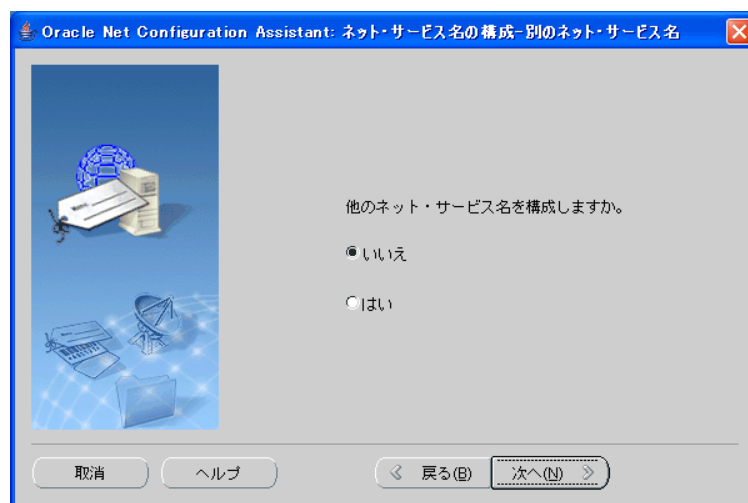 Oracle Net Configuration Assistant: ネット・サービス名の構成-別のネット・サービス名
他のネット・サービス名を構成しますか。
いいえ
はい
取消
ヘルプ
戻る(B)
次へ(N)